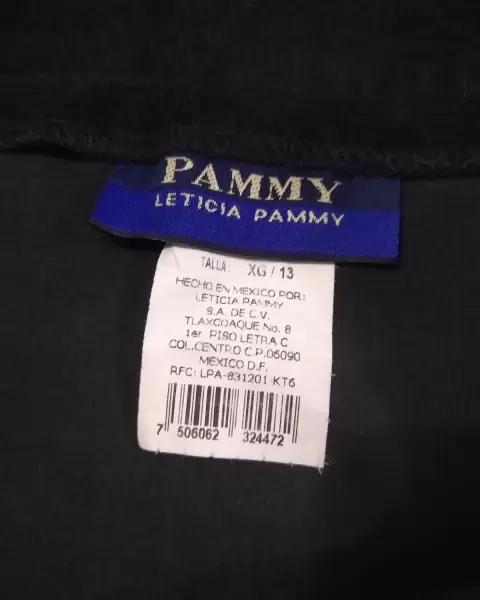 PAMMY
LETICIA PAMMY
TALLA: XG / 13
HECHO EN MEXICO POR:
LETICIA PAMMY
S.A. DE C.V.
TLAXCOAQUE No. 8
1er PISO LETRA C
COL.CENTRO C.P.06090
MEXICO D.F.
RFC: LPA-831201-KT6
7 506062 324472